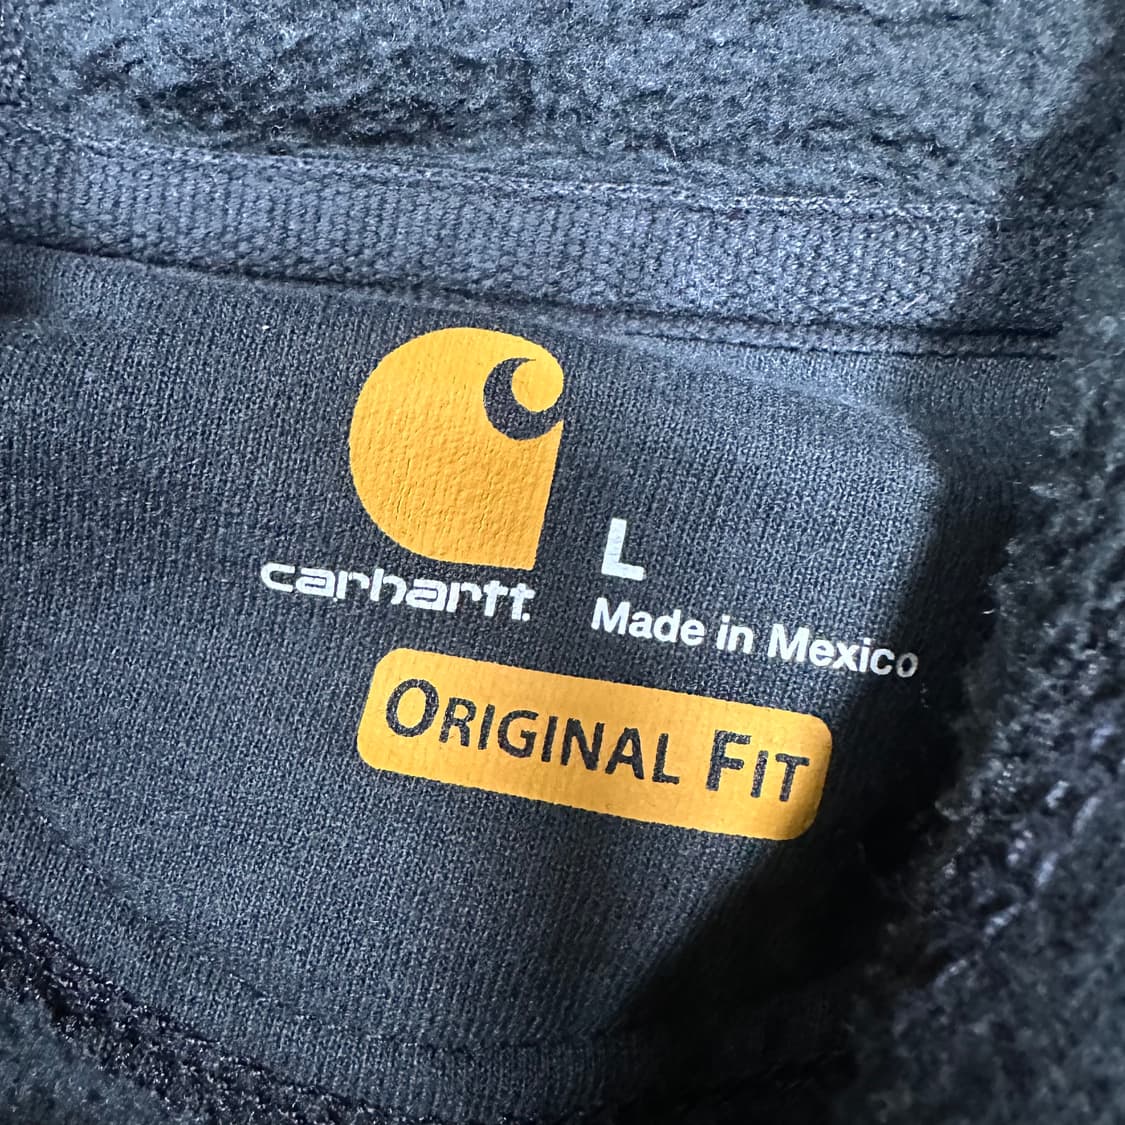 carhartt.
L
Made in Mexico
ORIGINAL FIT